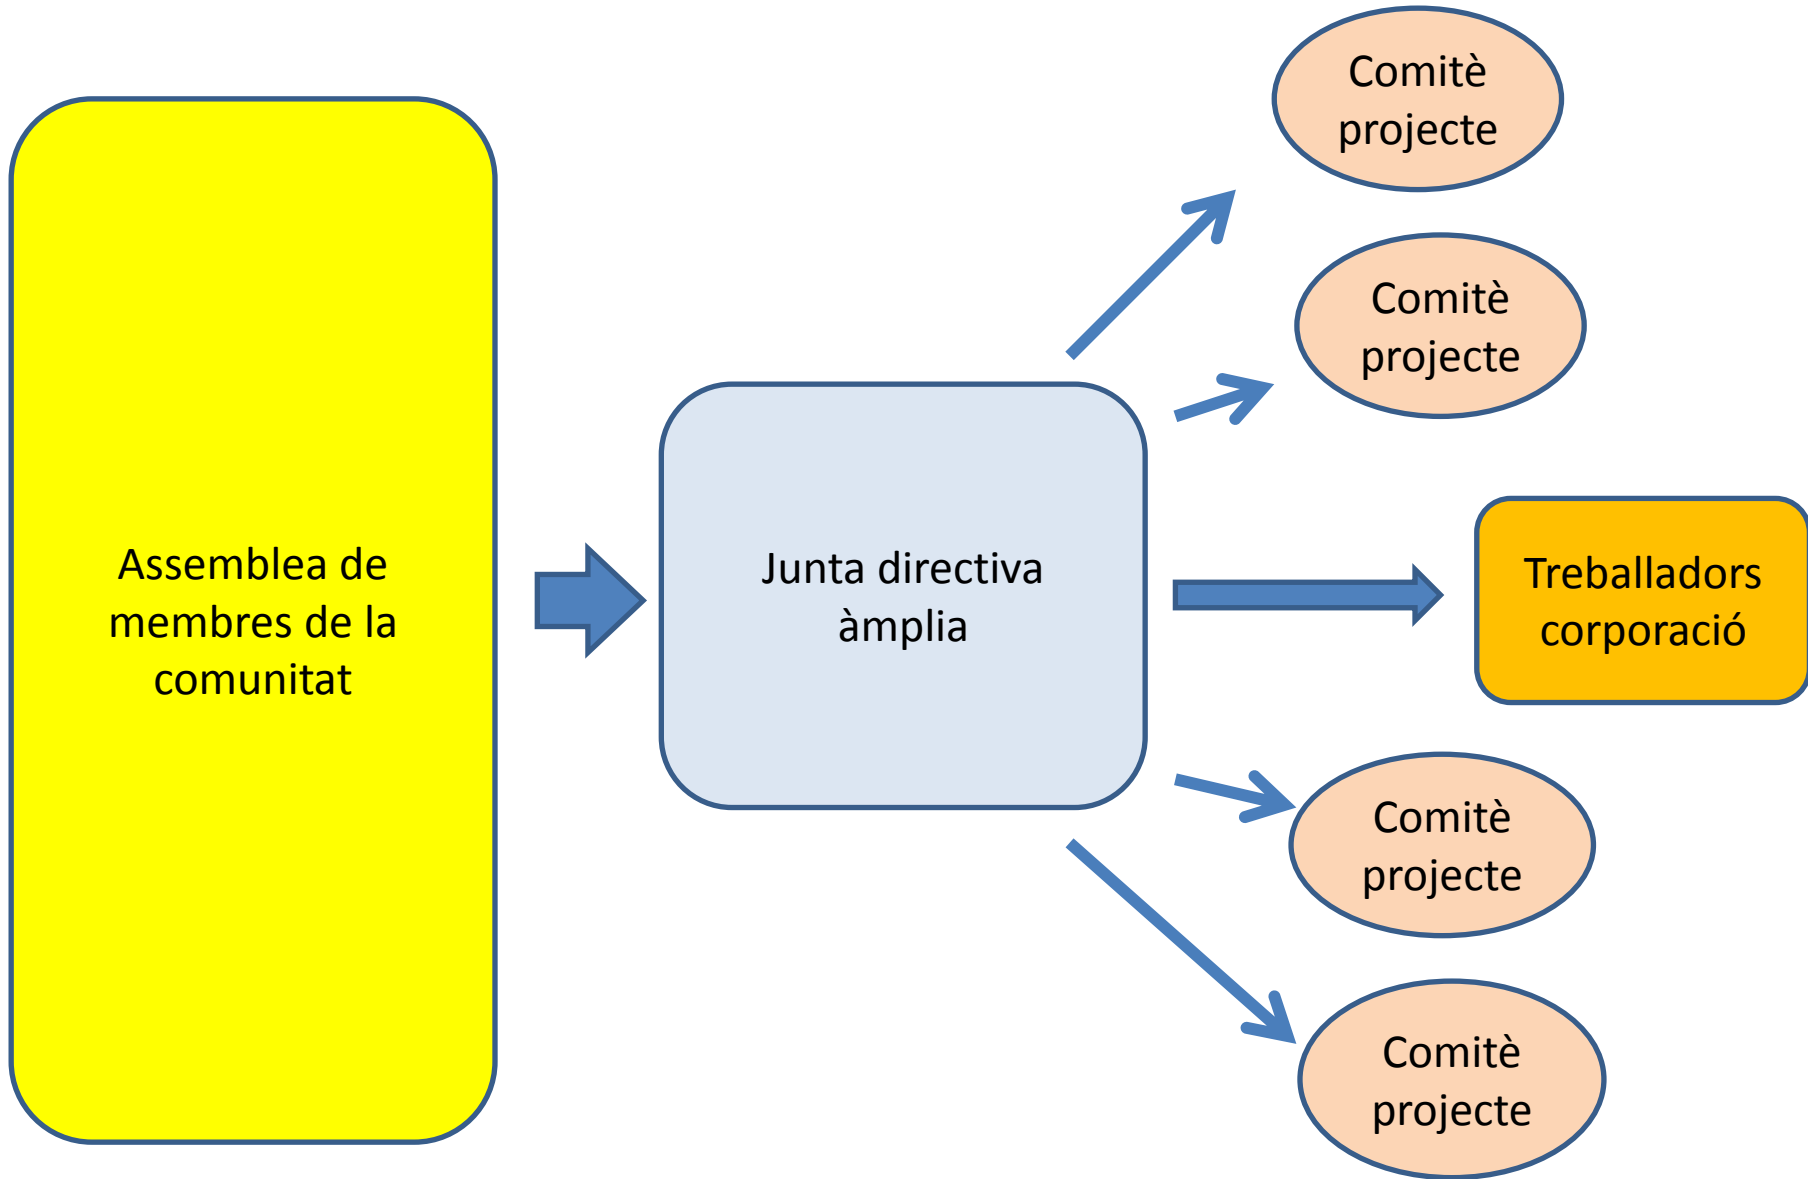 Assemblea de
membres de la
comunitat
Junta directiva
àmplia
Comitè
projecte
Comitè
projecte
Treballadors
corporació
Comitè
projecte
Comitè
projecte